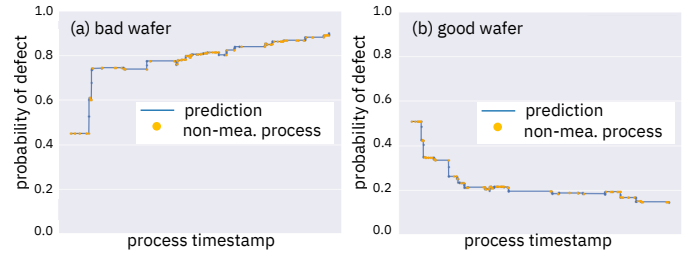 (a) bad wafer
1.0
0.8
0.6
0.4
0.2
0.0
probability of defect
prediction
non-mea. process
process timestamp
(b) good wafer
1.0
0.8
0.6
0.4
0.2
0.0
probability of defect
prediction
non-mea. process
process timestamp